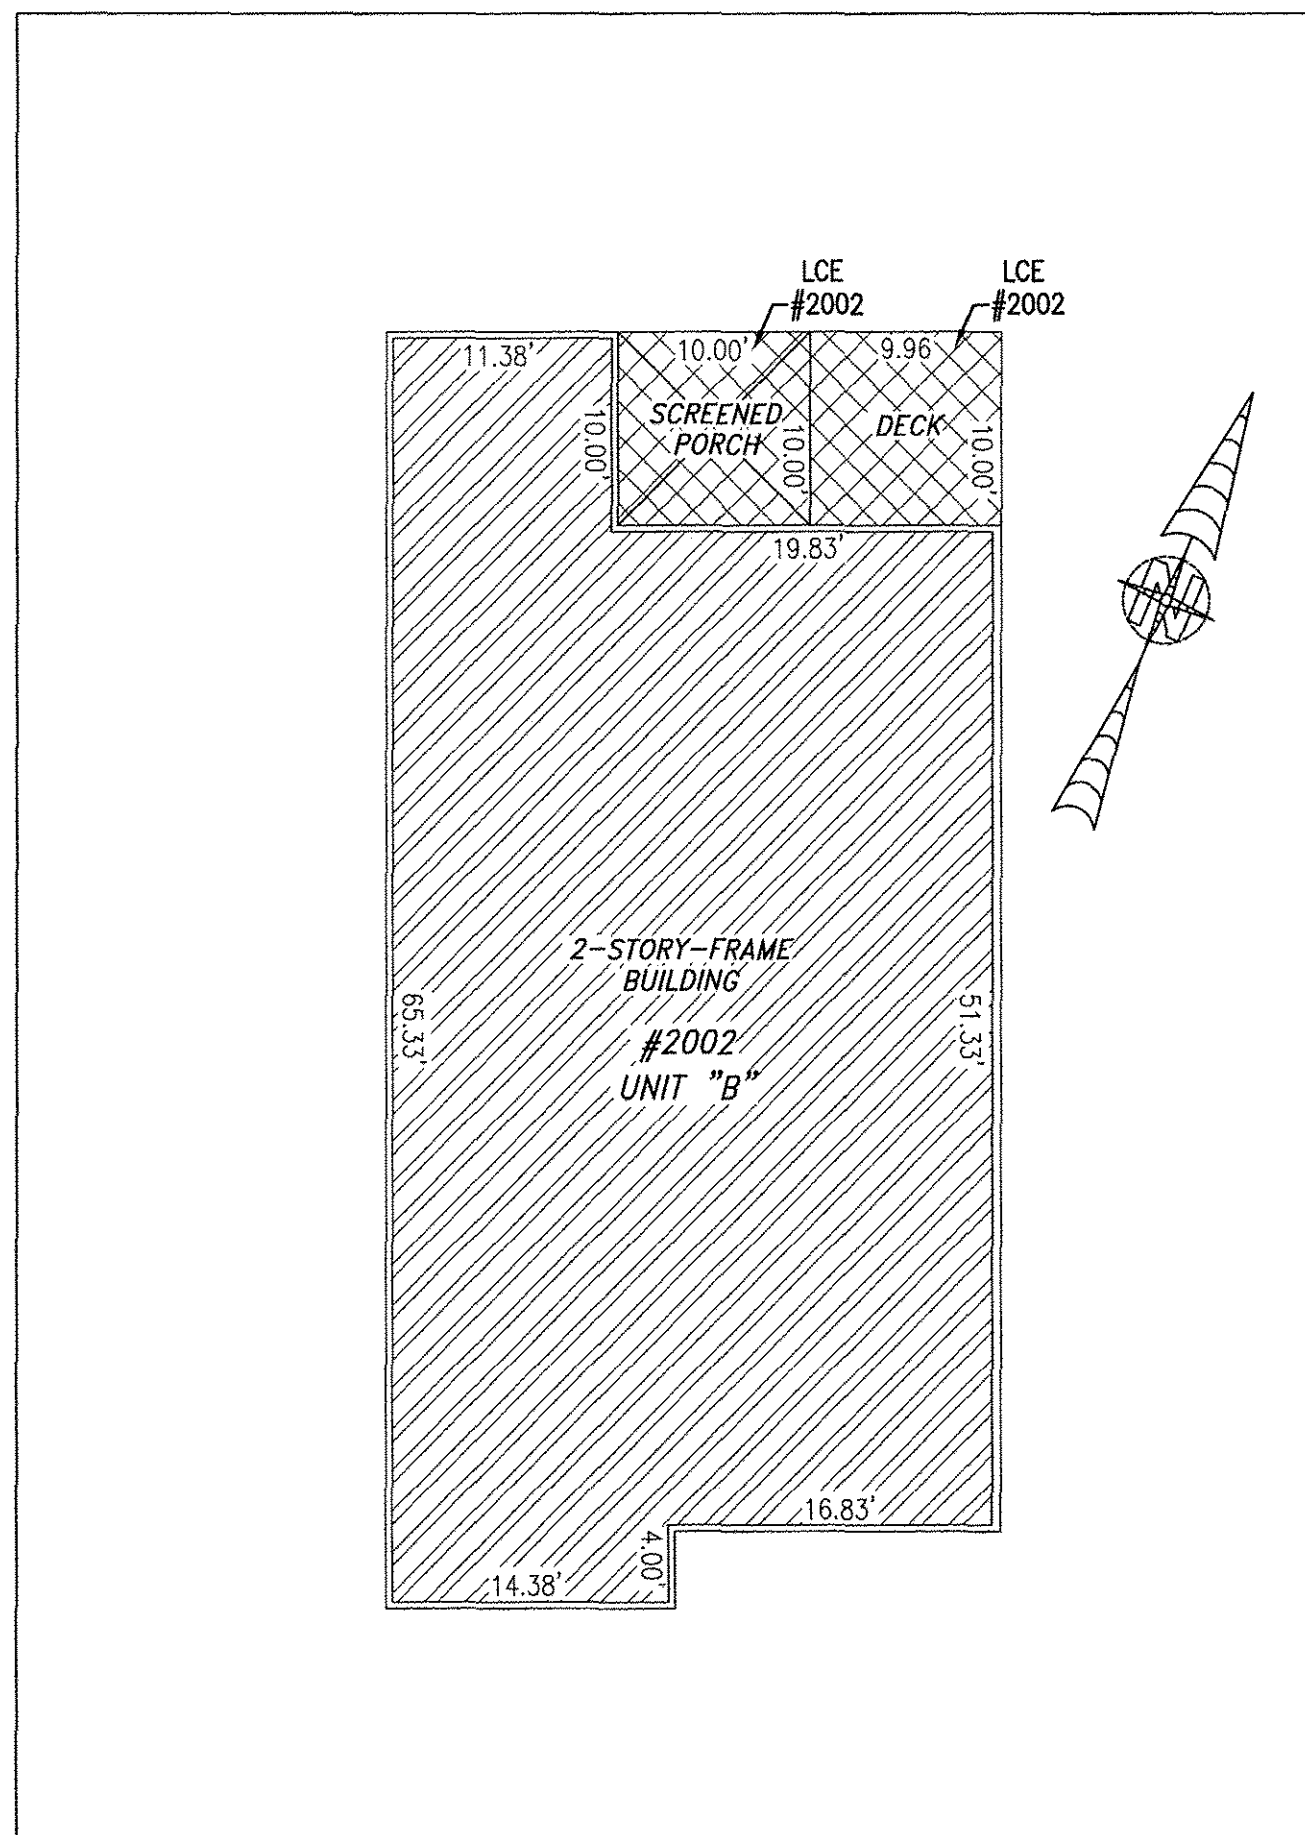 LCE
#2002
LCE
#2002
11.38'
10.00'
9.96
10.00'
SCREENED
PORCH
10.00'
DECK
10.00'
19.83'
2-STORY-FRAME
BUILDING
#2002
UNIT "B"
65.33'
51.33'
16.83'
4.00'
14.38'
N